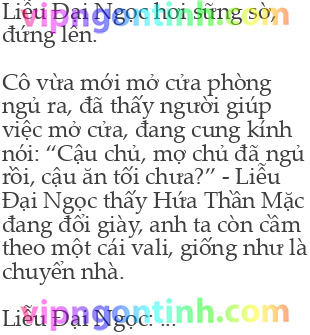 Liễu Đại Ngọc hơi sững sờ,
vipngontinh.com
đứng lên.
Cô vừa mới mở cửa phòng
ngủ ra, đã thấy người giúp
việc mở cửa, đang cung kính
nói: “Cậu chủ, mợ chủ đã ngủ
rồi, cậu ăn tối chưa?” - Liễu
Đại Ngọc thấy Hứa Thần Mặc
đang đổi giày, anh ta còn cầm
theo một cái vali, giống như là
chuyển nhà.
vipngontinh.com
Liễu Đại Ngọc: ...